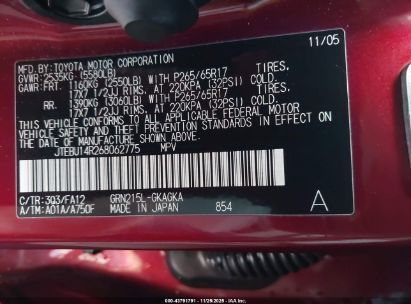 11/05
MFD. BY: TOYOTA MOTOR CORPORATION
GVWR: 2535KG (5580LB)
GAWR: FRT. 1160KG (2550LB) WITH P265/65R17 TIRES,
17X7 1/2JJ RIMS, AT 220KPA (32PSI) COLD.
RR. 1390KG (3060LB) WITH P265/65R17 TIRES,
17X7 1/2JJ RIMS, AT 220KPA (32PSI) COLD.
THIS VEHICLE CONFORMS TO ALL APPLICABLE FEDERAL MOTOR
VEHICLE SAFETY STANDARDS IN EFFECT ON THE DATE OF
MANUFACTURE SHOWN ABOVE.
JTEBU14R268062775 MPV
C/TR: 3Q3/FA12 GRN215L-GKAGKA A
A/TM: A01A/A750F MADE IN JAPAN 854